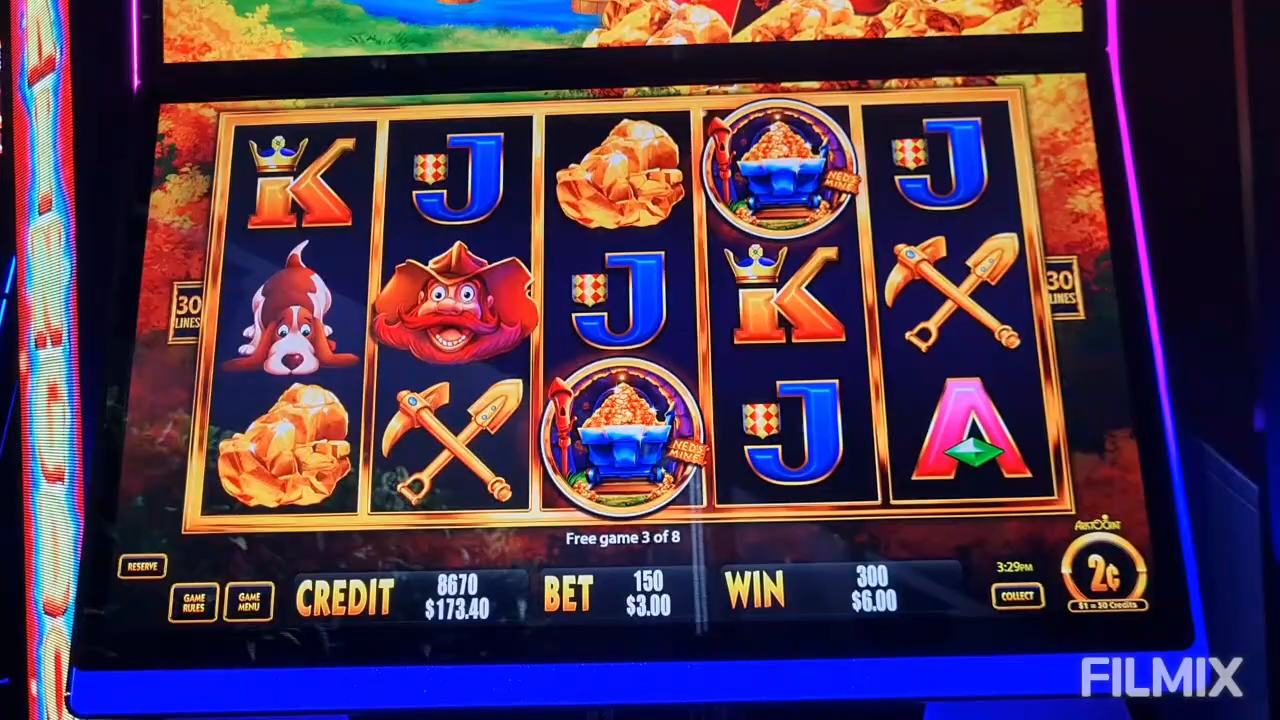 K
J
J
NED'S
MINE
30
LINES
J
K
30
LINES
NED'S
MINE
J
A
Free game 3 of 8
ARISTOCRAT
RESERVE
GAME
RULES
GAME
MENU
CREDIT
8670
$173.40
BET
150
$3.00
WIN
300
$6.00
3:29PM
COLLECT
2¢
$1 = 50 Credits
FILMIX